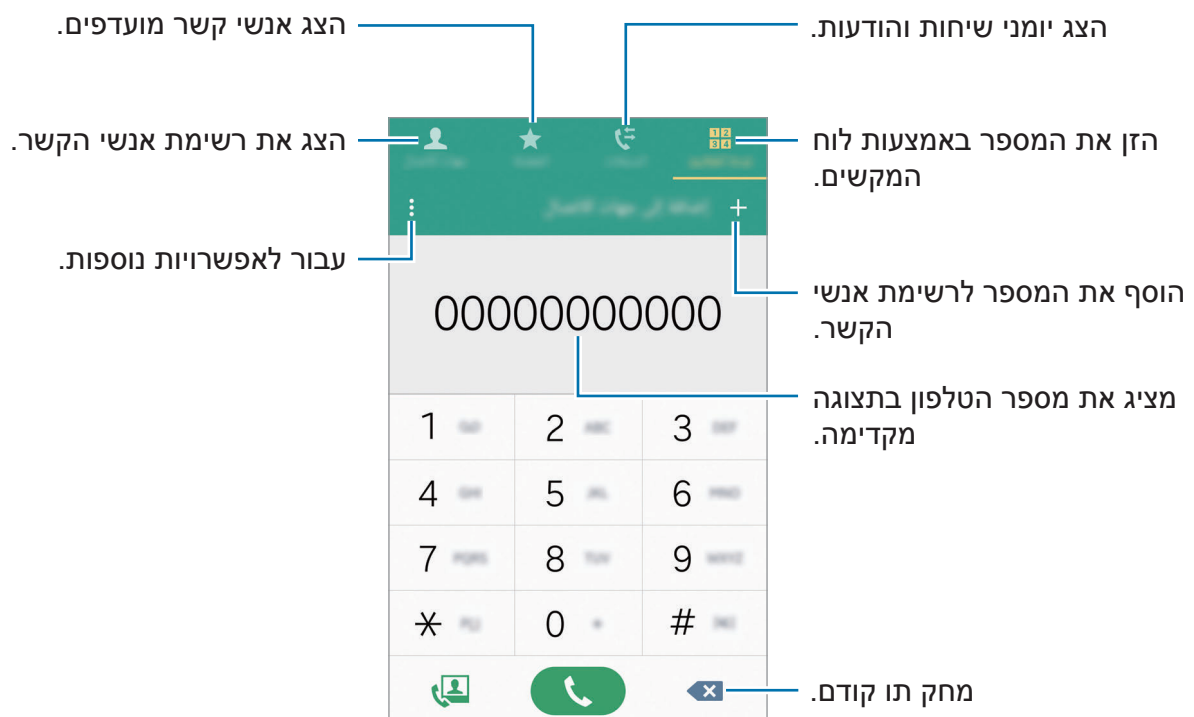 הצג יומני שיחות והודעות.
הצג אנשי קשר מועדפים.
הזן את המספר באמצעות לוח
המקשים.
הצג את רשימת אנשי הקשר.
עבור לאפשרויות נוספות.
הוסף את המספר לרשימת אנשי
הקשר.
מציג את מספר הטלפון בתצוגה
מקדימה.
00000000000
1 2 3
4 5 6
7 8 9
* 0 #
מחק תו קודם.